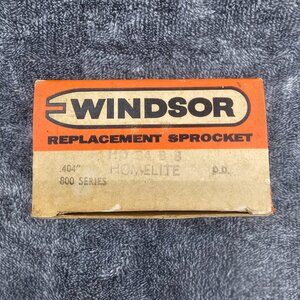 WINDSOR
REPLACEMENT SPROCKET
.404" HOMELITE D.D.
800 SERIES